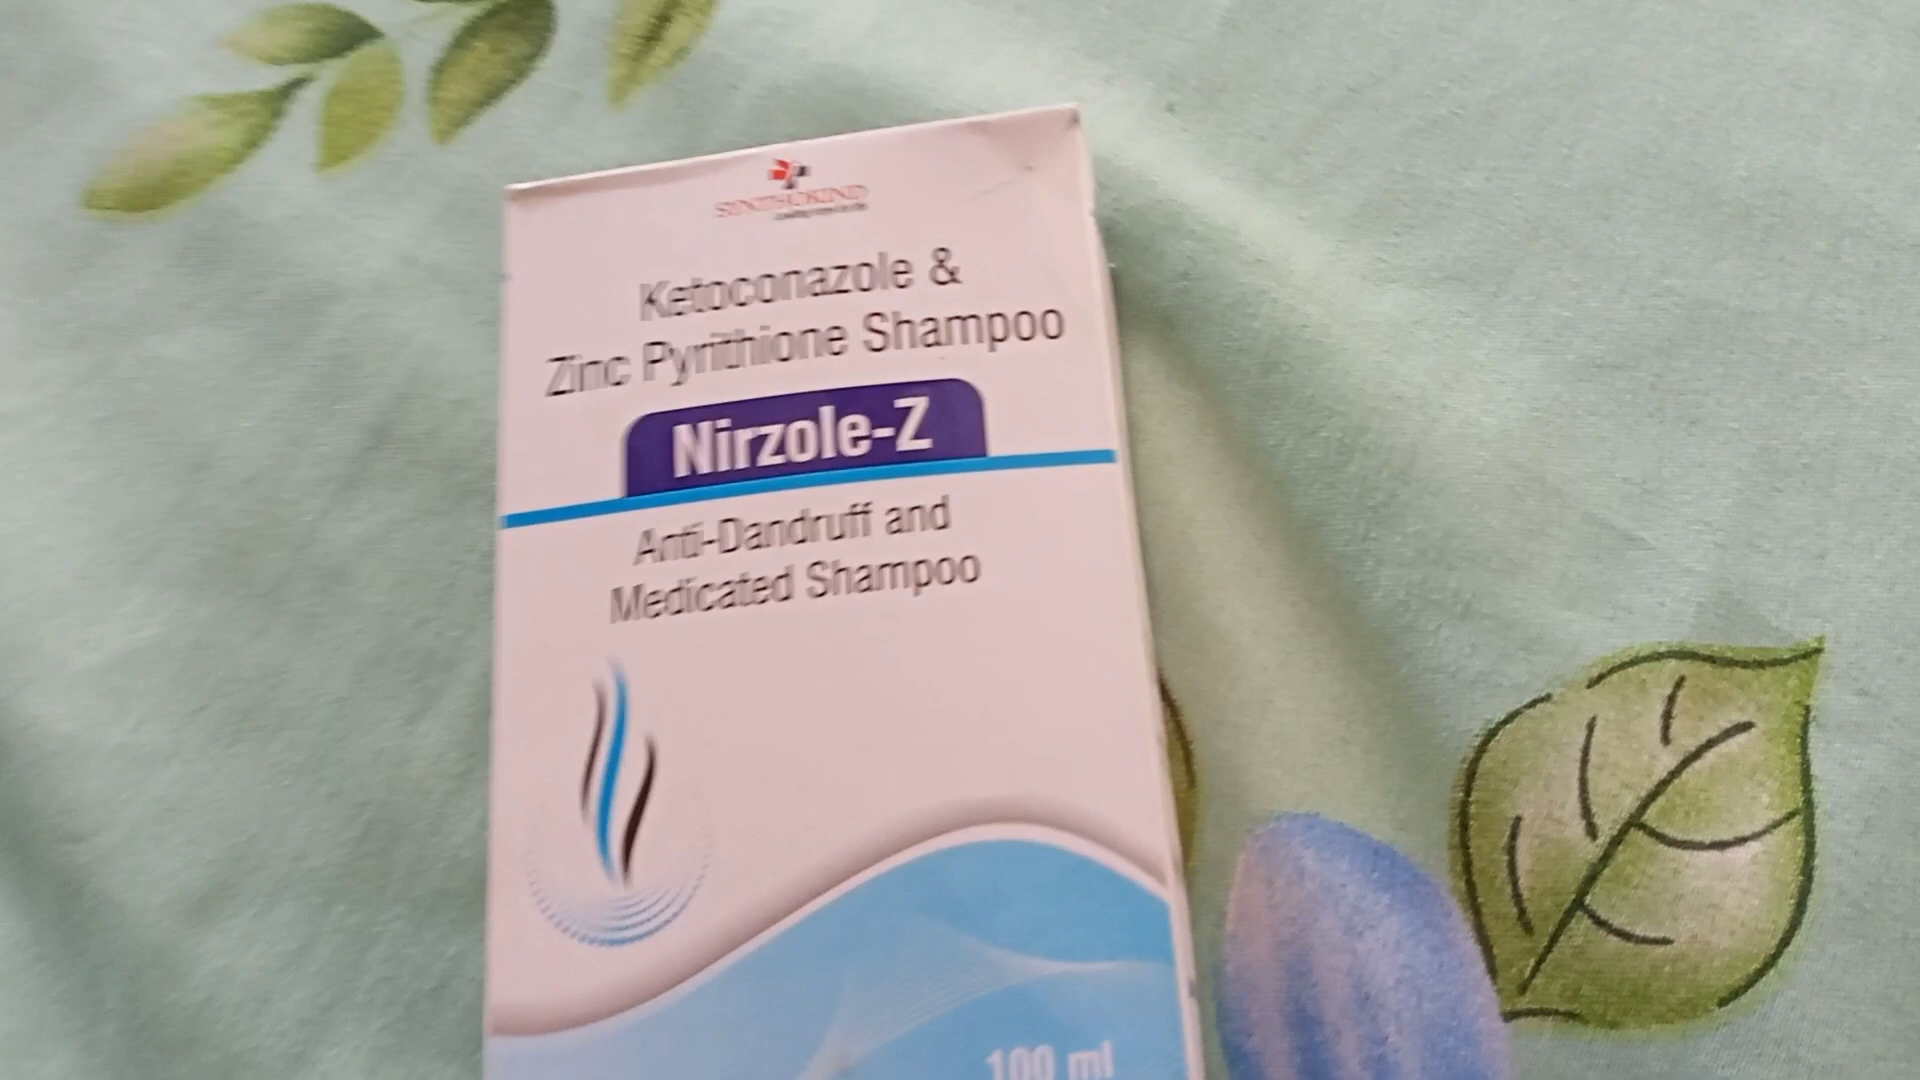 Ketoconazole &
Zinc Pyrithione Shampoo
Nirzole-Z
Anti-Dandruff and
Medicated Shampoo
100 ml